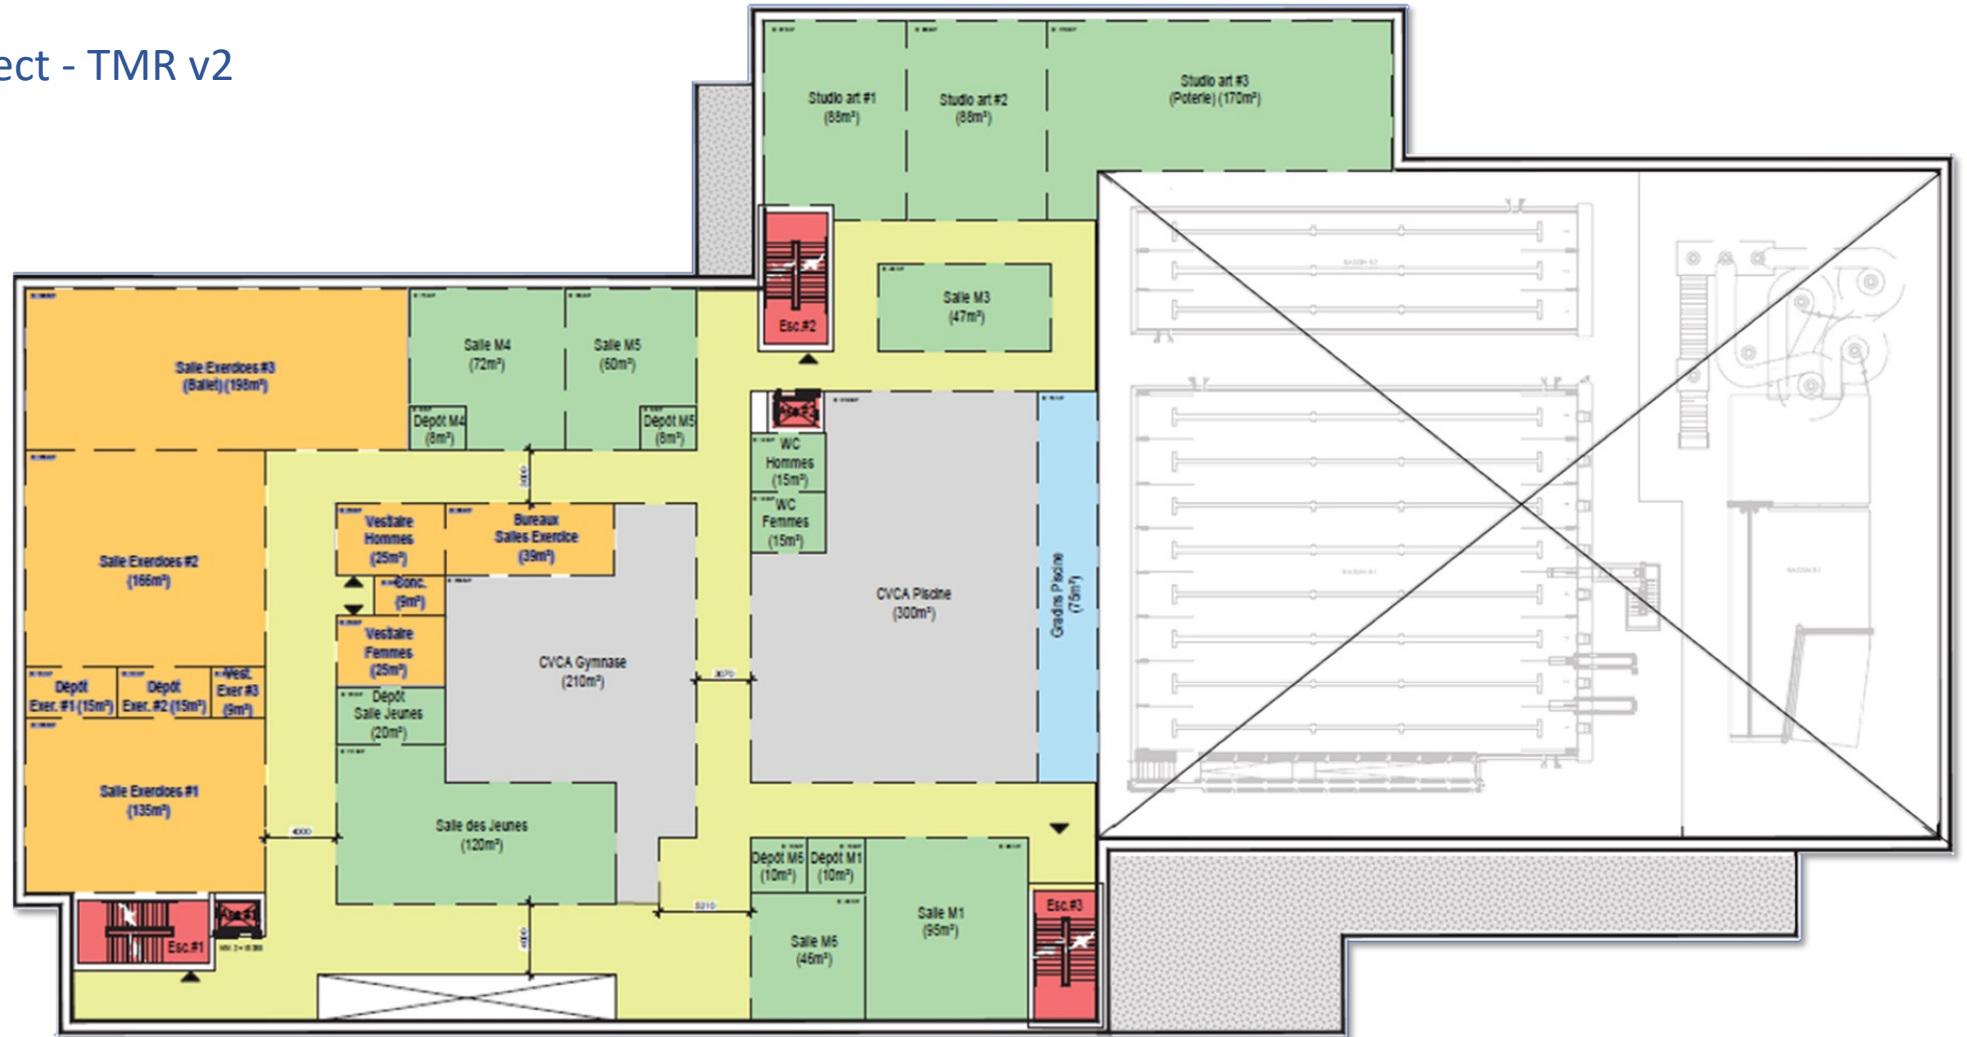 ect - TMR v2
Studio art #1
(88m²)
Studio art #2
(88m²)
Studio art #3
(Poterie) (170m²)
Esc.#2
Salle M3
(47m²)
Salle Exercices #3
(Ballet) (198m²)
Salle M4
(72m²)
Salle M5
(60m²)
Dépôt M4
(8m²)
Dépôt M5
(8m²)
WC
Hommes
(15m²)
WC
Femmes
(15m²)
Vestiaire
Hommes
(25m²)
Bureaux
Salles Exercice
(39m²)
Salle Exercices #2
(166m²)
Conc.
(9m²)
Vestiaire
Femmes
(25m²)
CVCA Piscine
(300m²)
Gradins Piscine
(75m²)
CVCA Gymnase
(210m²)
3070
Dépôt
Exer. #1 (15m²)
Dépôt
Exer. #2 (15m²)
Vest.
Exer #3
(9m²)
Dépôt
Salle Jeunes
(20m²)
Salle Exercices #1
(135m²)
4000
Salle des Jeunes
(120m²)
Dépôt M6
(10m²)
Dépôt M1
(10m²)
5210
Salle M1
(95m²)
Salle M6
(46m²)
Esc.#1
Esc.#3